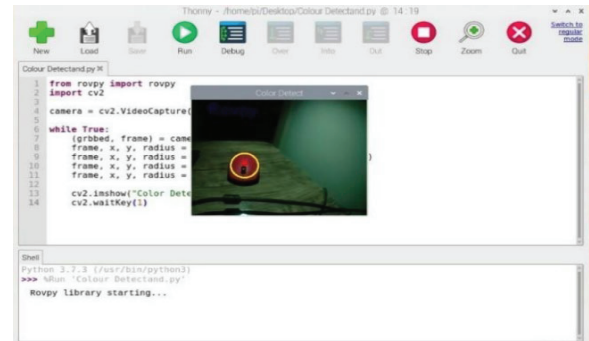 Thonny - /home/pi/Desktop/Colour Detectand.py @ 14:19
Switch to
regular
mode
New Load Save Run Debug Over Into Out Stop Zoom Quit
Colour Detectand.py ×
1 from rovpy import rovpy
2 import cv2
3
4 camera = cv2.VideoCapture(
5
6 while True:
7 (grbbed, frame) = came
8 frame, x, y, radius =
9 frame, x, y, radius = )
10 frame, x, y, radius =
11 frame, x, y, radius =
12
13 cv2.imshow("Color Dete
14 cv2.waitKey(1)
Color Detect
Shell
Python 3.7.3 (/usr/bin/python3)
>>> %Run 'Colour Detectand.py'
Rovpy library starting...